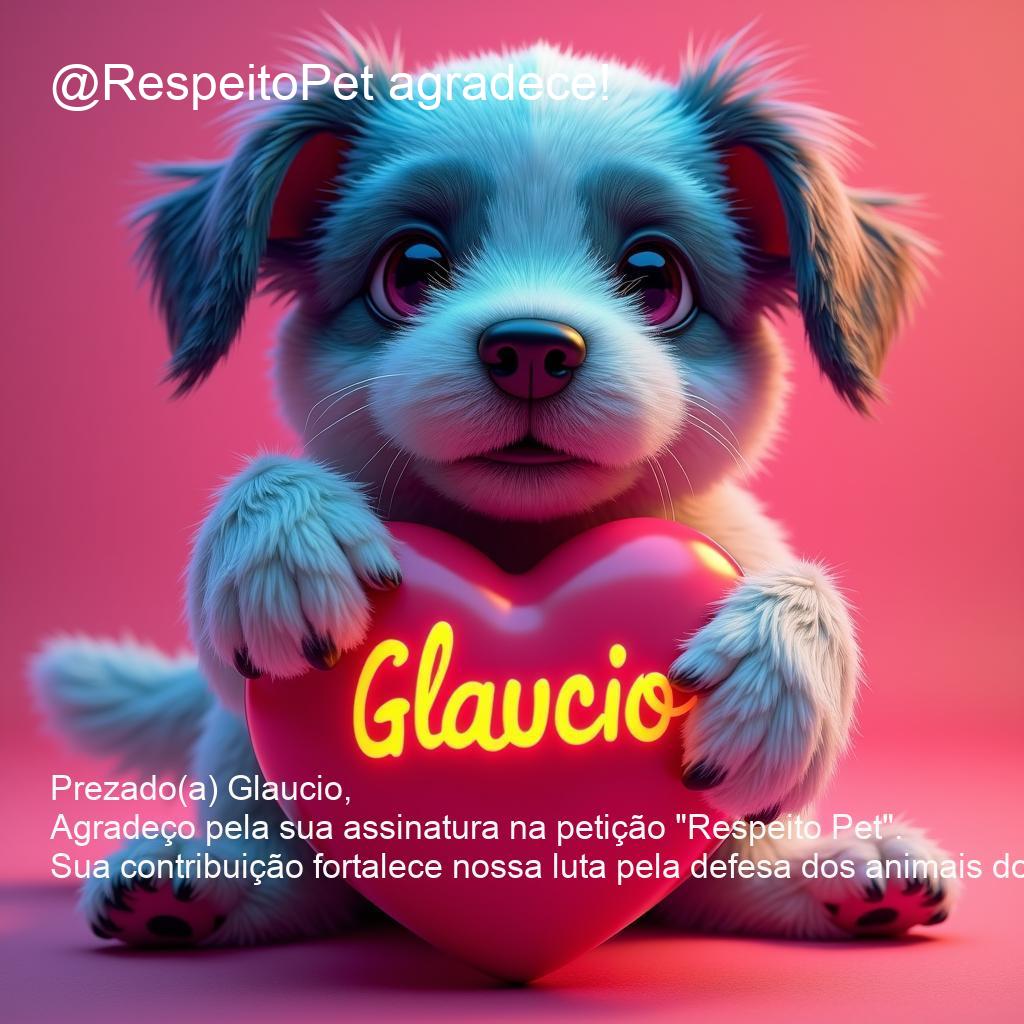 @RespeitoPet agradece!
Glaucio
Prezado(a) Glaucio,
Agradeço pela sua assinatura na petição "Respeito Pet".
Sua contribuição fortalece nossa luta pela defesa dos animais do